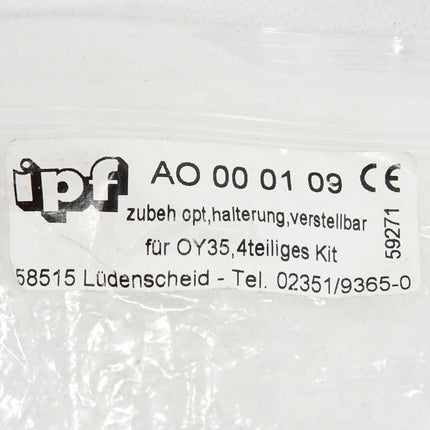 ipf AO 00 01 09 CE
zubeh opt,halterung,verstellbar
für OY35,4teiliges Kit
58515 Lüdenscheid - Tel. 02351/9365-0
59271